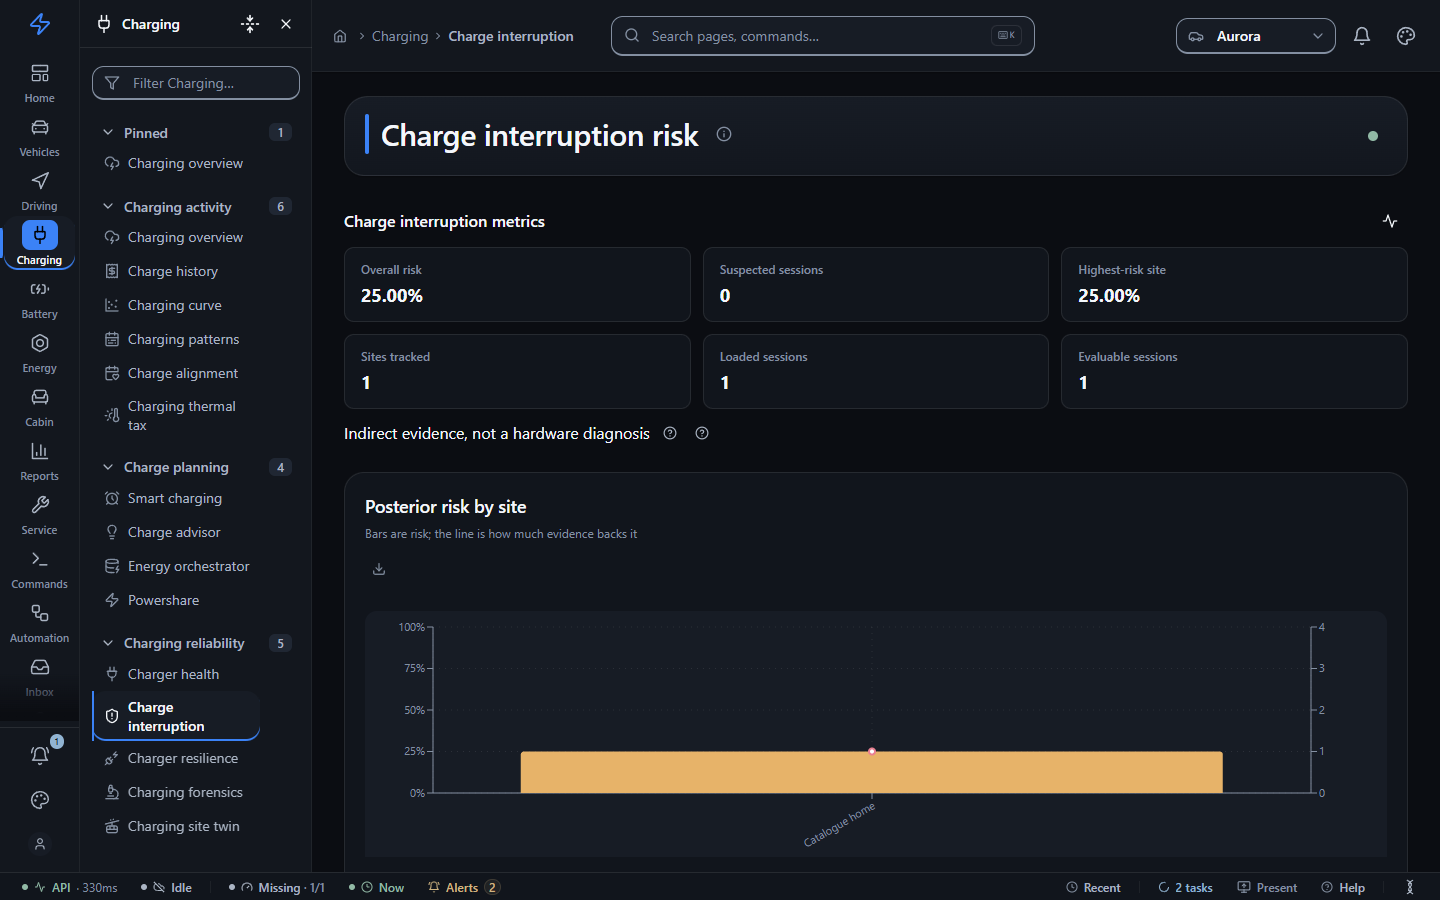 Home
Vehicles
Driving
Charging
Battery
Energy
Cabin
Reports
Service
Commands
Automation
Inbox
1
Charging
Filter Charging...
Pinned 1
Charging overview
Charging activity 6
Charging overview
Charge history
Charging curve
Charging patterns
Charge alignment
Charging thermal
tax
Charge planning 4
Smart charging
Charge advisor
Energy orchestrator
Powershare
Charging reliability 5
Charger health
Charge
interruption
Charger resilience
Charging forensics
Charging site twin
Charging Charge interruption
Search pages, commands...
K
Aurora
Charge interruption risk
Charge interruption metrics
Overall risk
25.00%
Suspected sessions
0
Highest-risk site
25.00%
Sites tracked
1
Loaded sessions
1
Evaluable sessions
1
Indirect evidence, not a hardware diagnosis
Posterior risk by site
Bars are risk; the line is how much evidence backs it
100%
75%
50%
25%
0%
4
3
2
1
0
Catalogue home
API · 330ms
Idle
Missing · 1/1
Now
Alerts 2
Recent
2 tasks
Present
Help